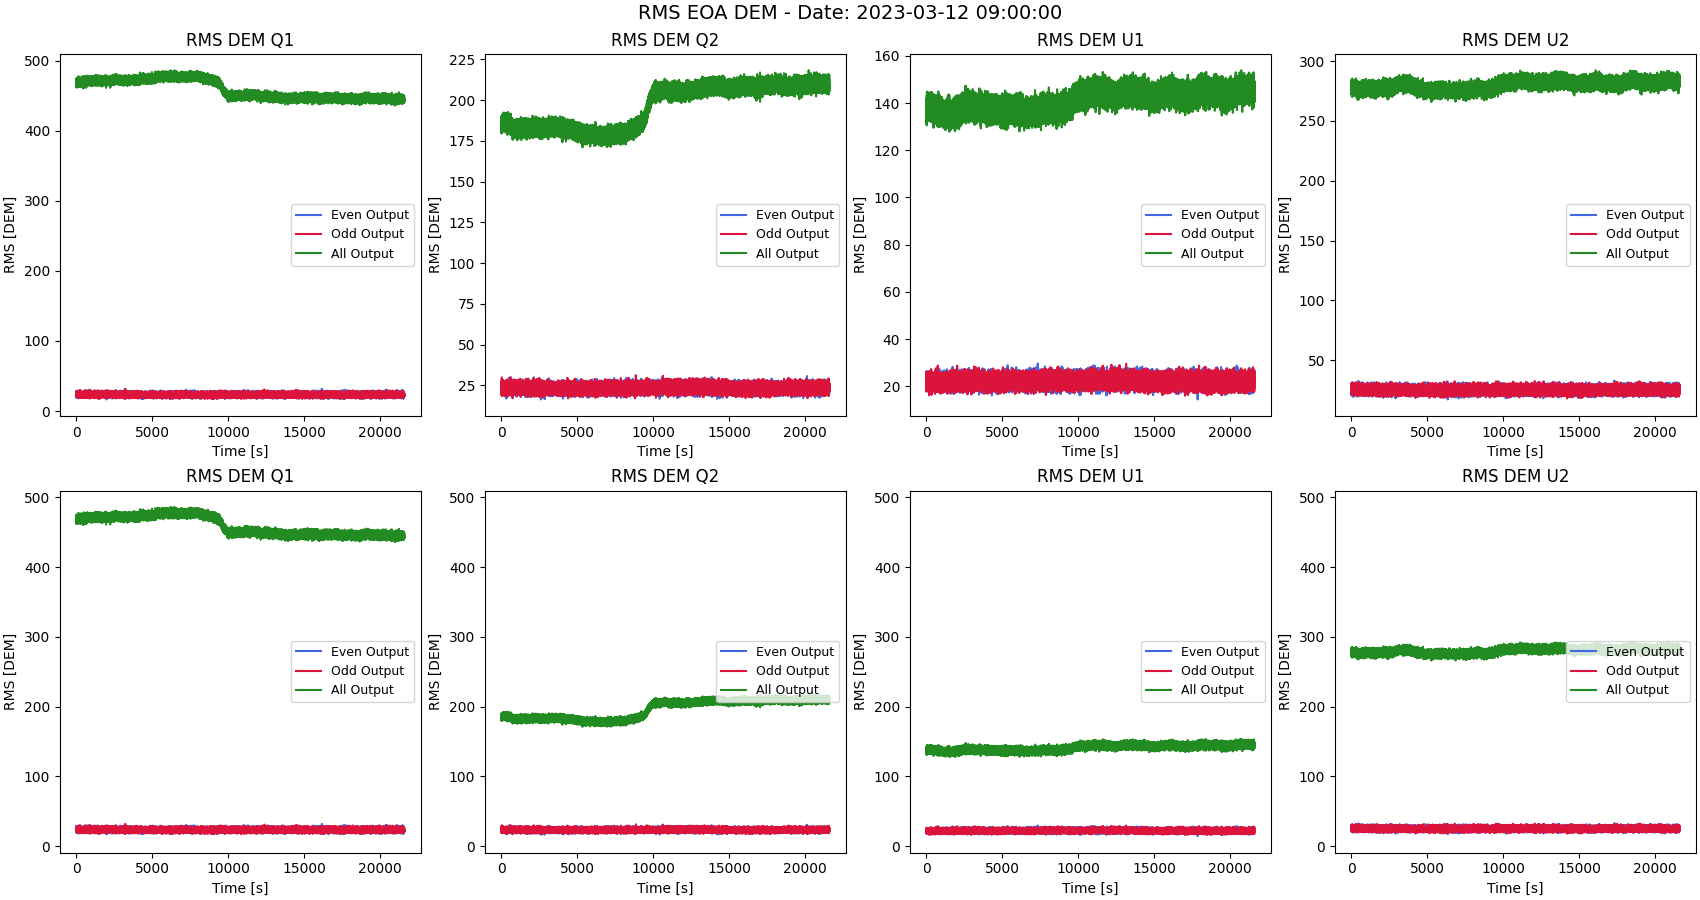 RMS EOA DEM - Date: 2023-03-12 09:00:00
RMS DEM Q1
RMS [DEM]
500
400
300
200
100
0
Even Output
Odd Output
All Output
0 5000 10000 15000 20000
Time [s]
RMS DEM Q2
RMS [DEM]
225
200
175
150
125
100
75
50
25
Even Output
Odd Output
All Output
0 5000 10000 15000 20000
Time [s]
RMS DEM U1
RMS [DEM]
160
140
120
100
80
60
40
20
Even Output
Odd Output
All Output
0 5000 10000 15000 20000
Time [s]
RMS DEM U2
RMS [DEM]
300
250
200
150
100
50
Even Output
Odd Output
All Output
0 5000 10000 15000 20000
Time [s]
RMS DEM Q1
RMS [DEM]
500
400
300
200
100
0
Even Output
Odd Output
All Output
0 5000 10000 15000 20000
Time [s]
RMS DEM Q2
RMS [DEM]
500
400
300
200
100
0
Even Output
Odd Output
All Output
0 5000 10000 15000 20000
Time [s]
RMS DEM U1
RMS [DEM]
500
400
300
200
100
0
Even Output
Odd Output
All Output
0 5000 10000 15000 20000
Time [s]
RMS DEM U2
RMS [DEM]
500
400
300
200
100
0
Even Output
Odd Output
All Output
0 5000 10000 15000 20000
Time [s]